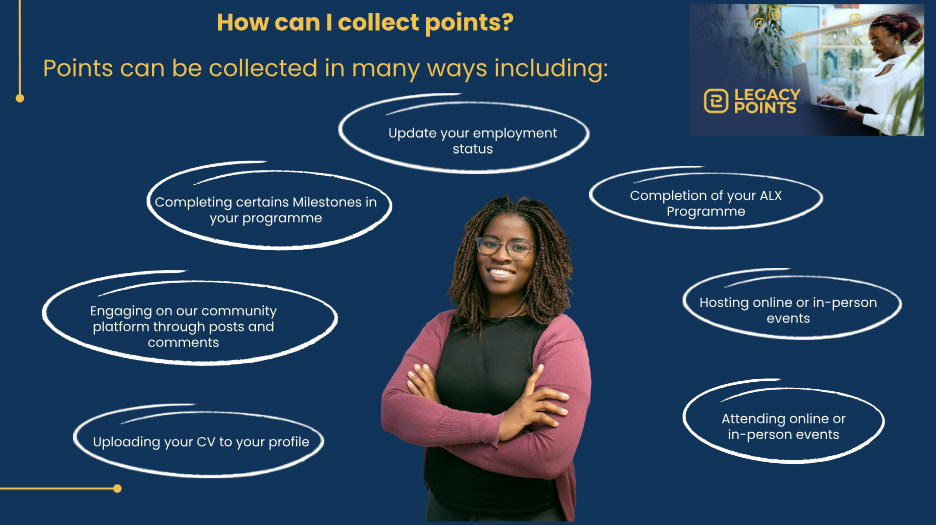 How can I collect points?
Points can be collected in many ways including:
LEGACY
POINTS
Update your employment
status
Completing certains Milestones in
your programme
Completion of your ALX
Programme
Engaging on our community
platform through posts and
comments
Hosting online or in-person
events
Uploading your CV to your profile
Attending online or
in-person events